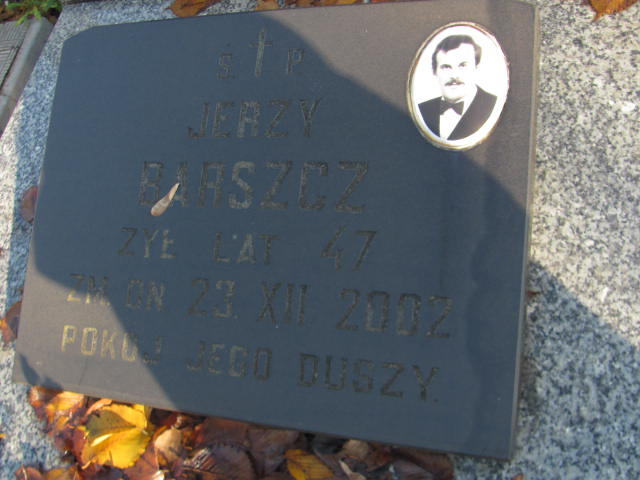 Ś † P
JERZY
BARSZCZ
ŻYŁ LAT 47
ZM. DN. 23. XII. 2002
POKÓJ JEGO DUSZY.